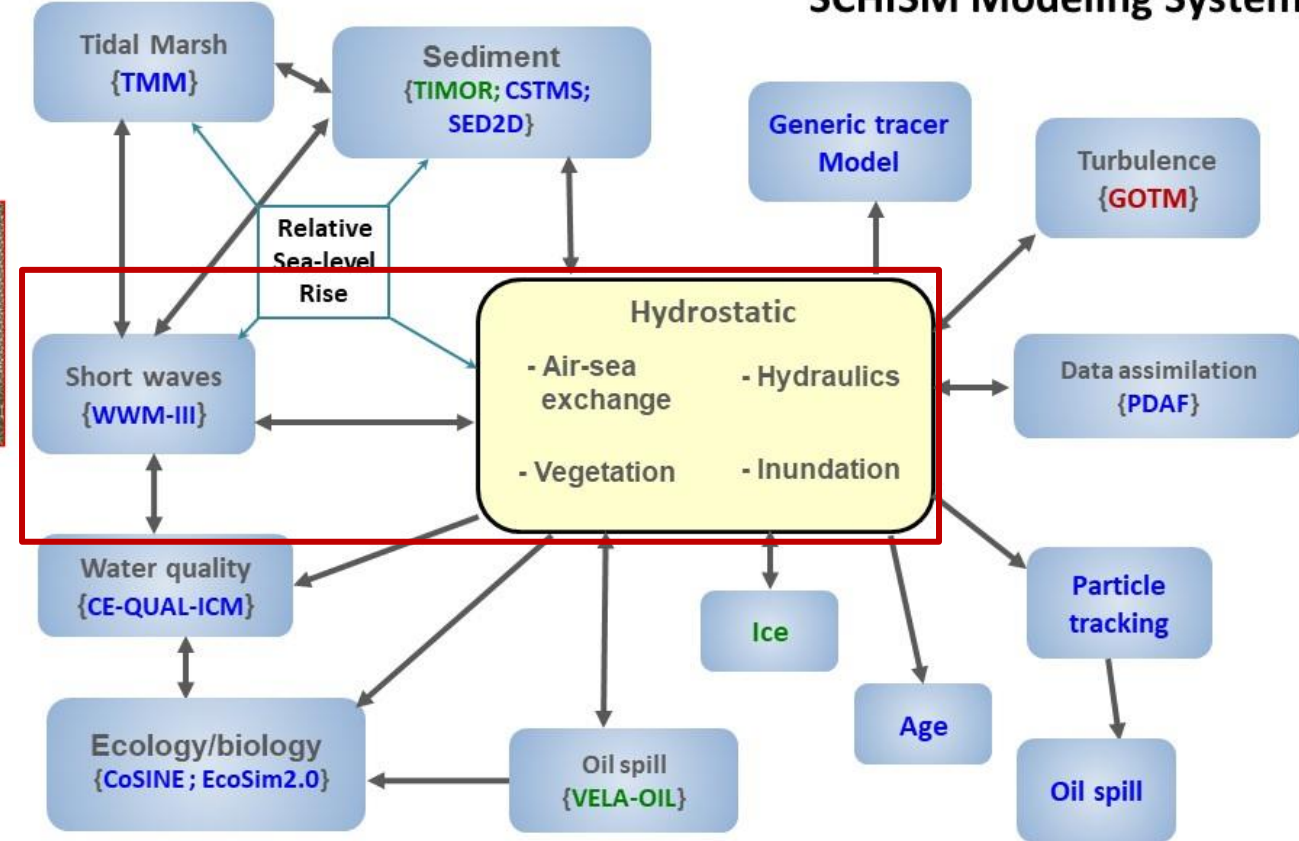 SCHISM Modeling System
Tidal Marsh
{TMM}
Sediment
{TIMOR; CSTMS;
SED2D}
Generic tracer
Model
Turbulence
{GOTM}
Relative
Sea-level
Rise
Hydrostatic
- Air-sea
exchange
- Hydraulics
- Vegetation
- Inundation
Short waves
{WWM-III}
Data assimilation
{PDAF}
Water quality
{CE-QUAL-ICM}
Ice
Particle
tracking
Ecology/biology
{CoSINE ; EcoSim2.0}
Oil spill
{VELA-OIL}
Age
Oil spill